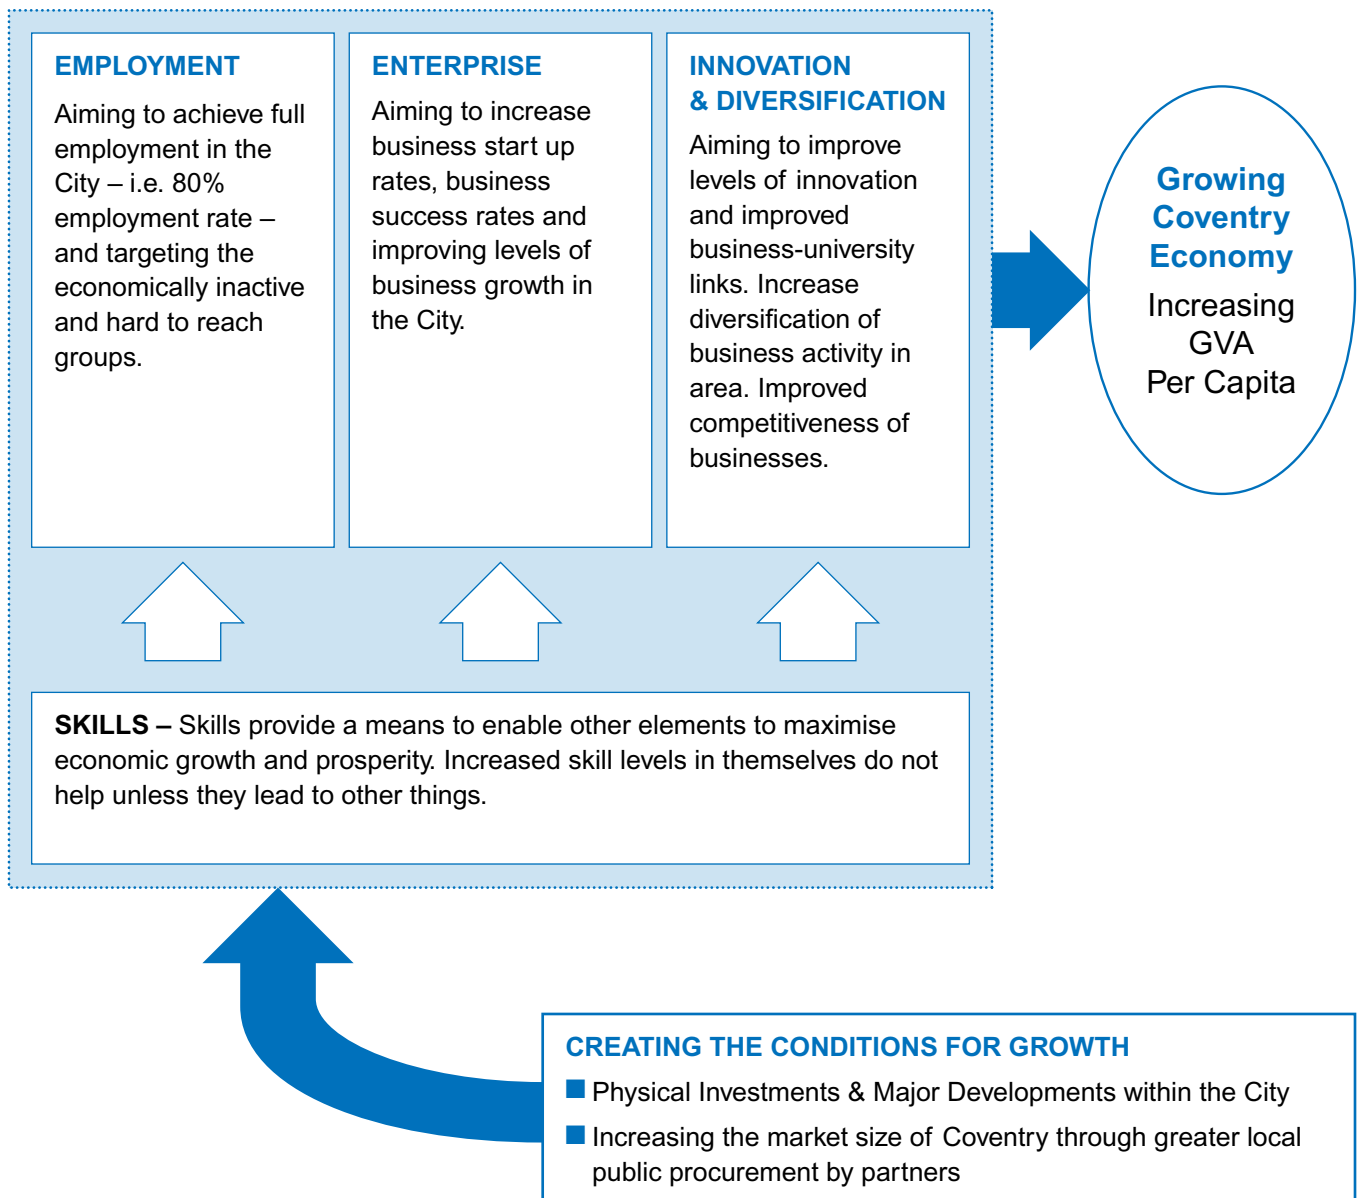 EMPLOYMENT
Aiming to achieve full
employment in the
City – i.e. 80%
employment rate –
and targeting the
economically inactive
and hard to reach
groups.
ENTERPRISE
Aiming to increase
business start up
rates, business
success rates and
improving levels of
business growth in
the City.
INNOVATION
& DIVERSIFICATION
Aiming to improve
levels of innovation
and improved
business-university
links. Increase
diversification of
business activity in
area. Improved
competitiveness of
businesses.
Growing
Coventry
Economy
Increasing
GVA
Per Capita
SKILLS – Skills provide a means to enable other elements to maximise
economic growth and prosperity. Increased skill levels in themselves do not
help unless they lead to other things.
CREATING THE CONDITIONS FOR GROWTH
■ Physical Investments & Major Developments within the City
■ Increasing the market size of Coventry through greater local
public procurement by partners